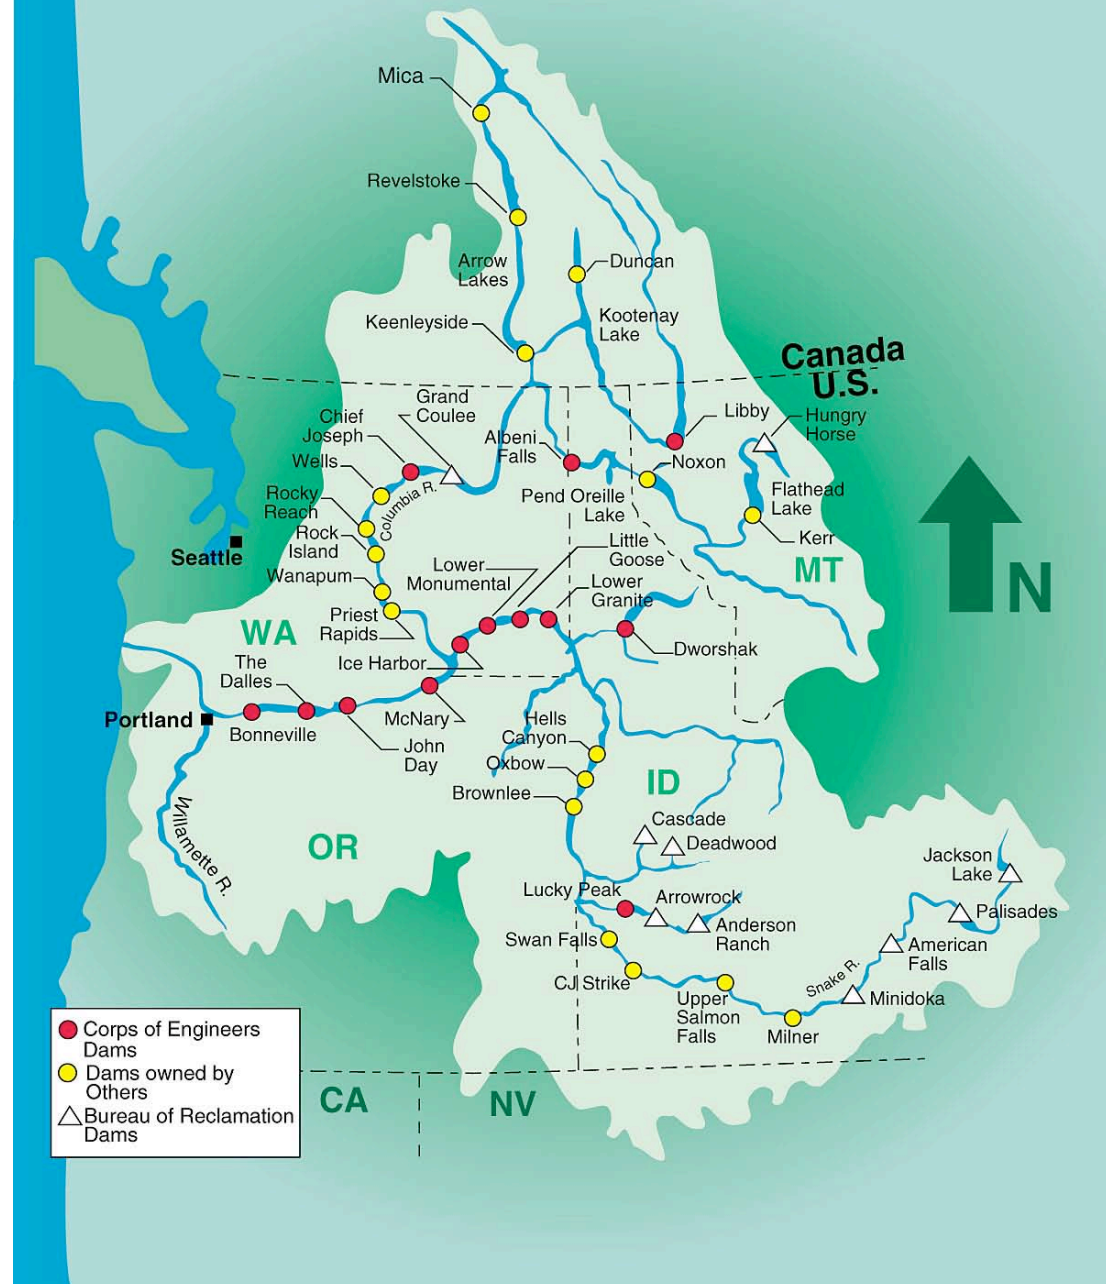 Mica
Revelstoke
Arrow
Lakes
Duncan
Keenleyside
Kootenay
Lake
Canada
U.S.
Grand
Coulee
Chief
Joseph
Libby
Hungry
Horse
Albeni
Falls
Wells
Noxon
Columbia R.
Rocky
Reach
Pend Oreille
Lake
Flathead
Lake
Rock
Island
Kerr
Seattle
Little
Goose
Lower
Monumental
Wanapum
Lower
Granite
MT
N
Priest
Rapids
WA
Ice Harbor
Dworshak
The
Dalles
Portland
Bonneville
McNary
John
Day
Hells
Canyon
Oxbow
Brownlee
ID
Willamette R.
OR
Cascade
Deadwood
Jackson
Lake
Lucky Peak
Arrowrock
Anderson
Ranch
Palisades
Swan Falls
American
Falls
CJ Strike
Snake R.
Upper
Salmon
Falls
Minidoka
Milner
Corps of Engineers
Dams
Dams owned by
Others
Bureau of Reclamation
Dams
CA
NV